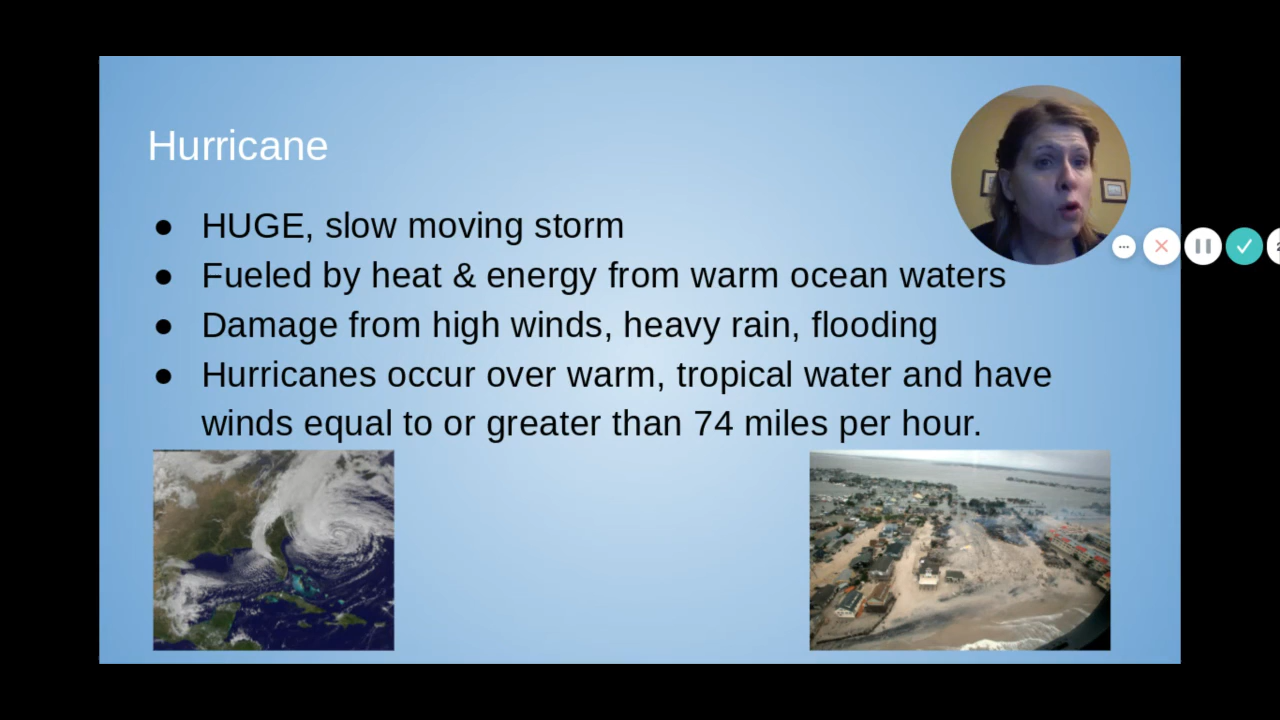 Hurricane
● HUGE, slow moving storm
● Fueled by heat & energy from warm ocean waters
● Damage from high winds, heavy rain, flooding
● Hurricanes occur over warm, tropical water and have
winds equal to or greater than 74 miles per hour.